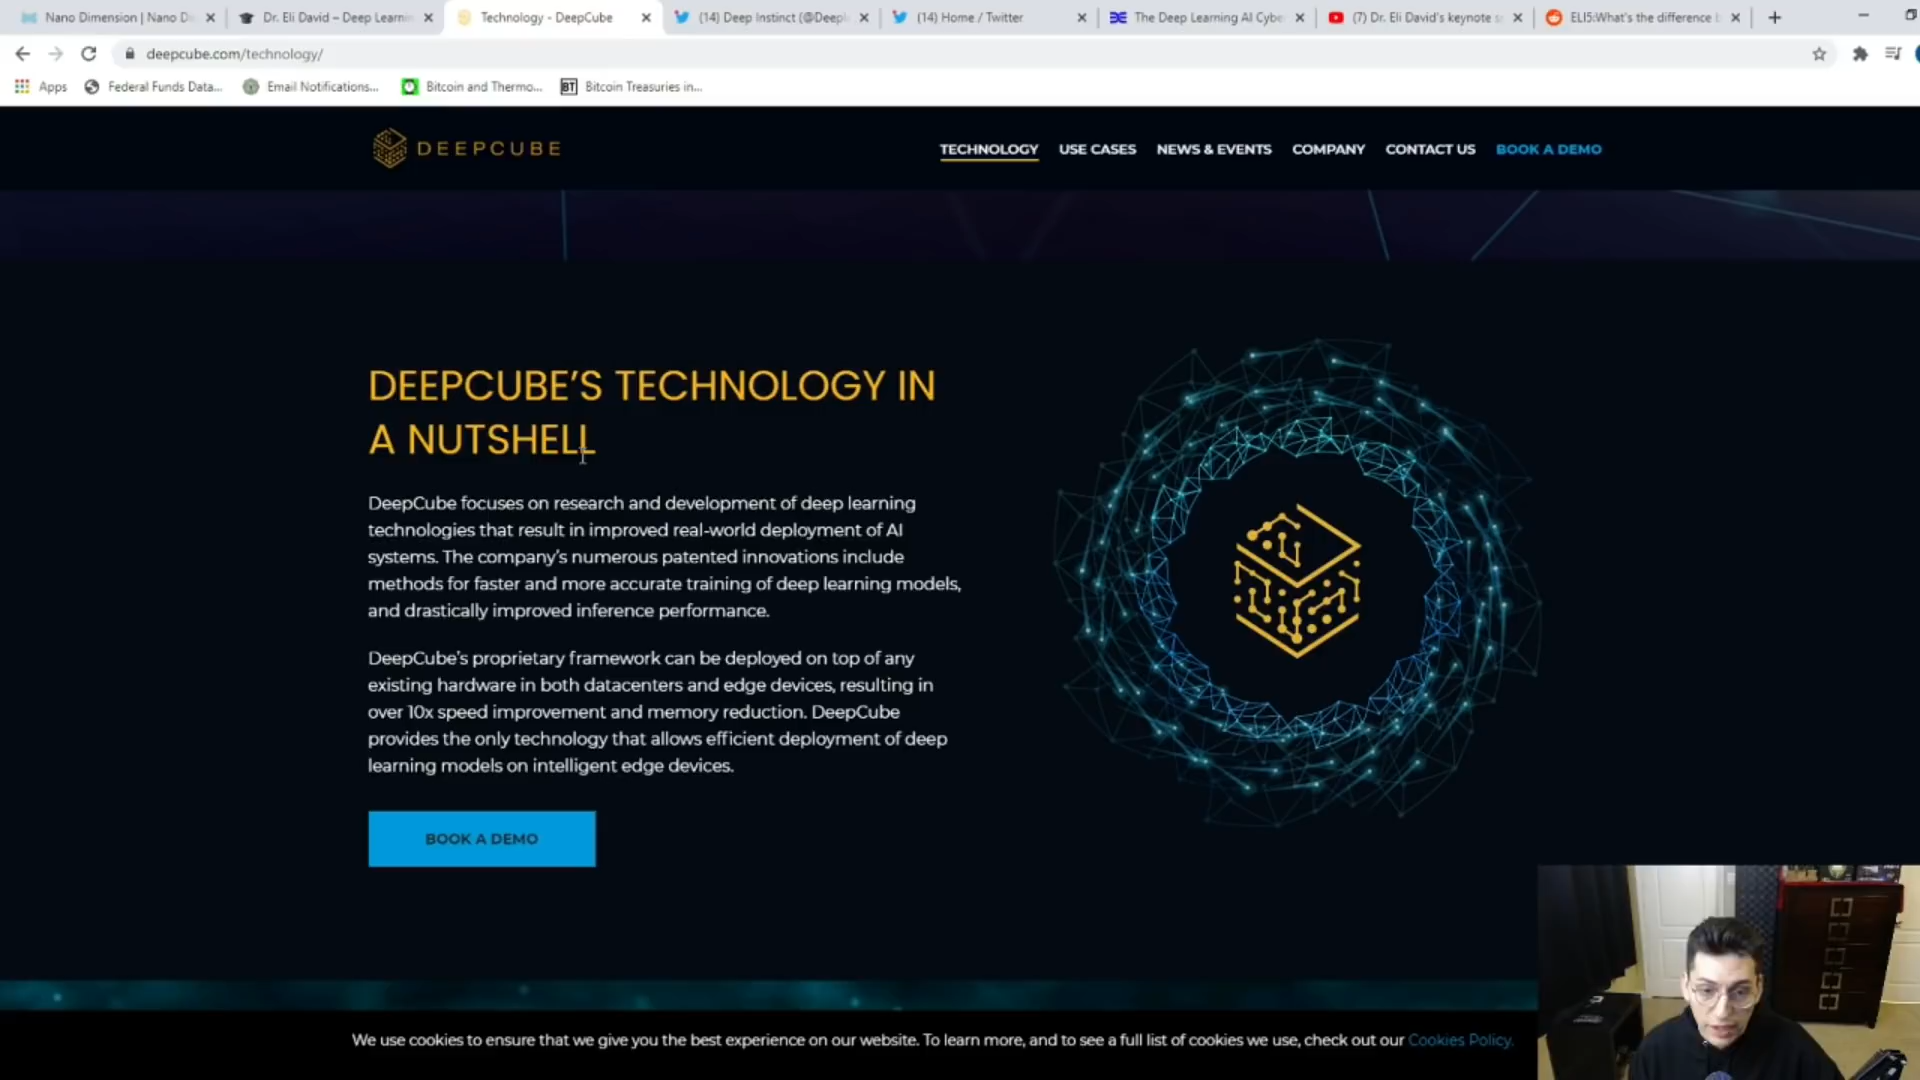 Nano Dimension | Nano Di
Dr. Eli David – Deep Learnin
Technology - DeepCube
(14) Deep Instinct (@DeepI
(14) Home / Twitter
The Deep Learning AI Cybe
(7) Dr. Eli David's keynote s
ELI5:What's the difference
deepcube.com/technology/
Apps
Federal Funds Data...
Email Notifications...
Bitcoin and Thermo...
BT
Bitcoin Treasuries in...
DEEPCUBE
TECHNOLOGY
USE CASES
NEWS & EVENTS
COMPANY
CONTACT US
BOOK A DEMO
DEEPCUBE'S TECHNOLOGY IN
A NUTSHELL
DeepCube focuses on research and development of deep learning
technologies that result in improved real-world deployment of AI
systems. The company's numerous patented innovations include
methods for faster and more accurate training of deep learning models,
and drastically improved inference performance.
DeepCube's proprietary framework can be deployed on top of any
existing hardware in both datacenters and edge devices, resulting in
over 10x speed improvement and memory reduction. DeepCube
provides the only technology that allows efficient deployment of deep
learning models on intelligent edge devices.
BOOK A DEMO
We use cookies to ensure that we give you the best experience on our website. To learn more, and to see a full list of cookies we use, check out our Cookies Policy.